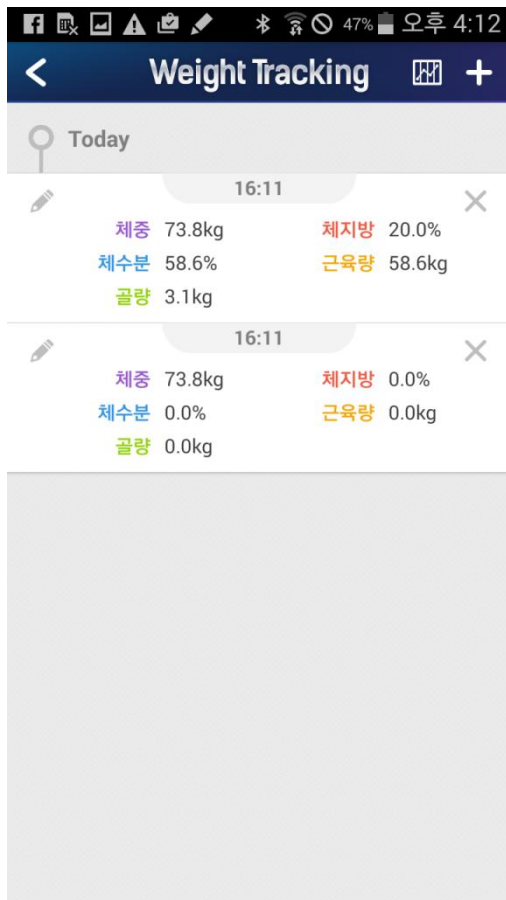 47% 오후 4:12
Weight Tracking
Today
16:11
체중 73.8kg 체지방 20.0%
체수분 58.6% 근육량 58.6kg
골량 3.1kg
16:11
체중 73.8kg 체지방 0.0%
체수분 0.0% 근육량 0.0kg
골량 0.0kg